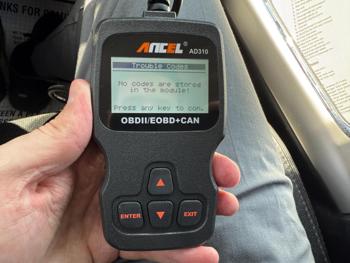 ANCEL®
AD310
Trouble Codes
No codes are stored
in the module!
Press any key to con.
OBDII/EOBD+CAN
ENTER
EXIT